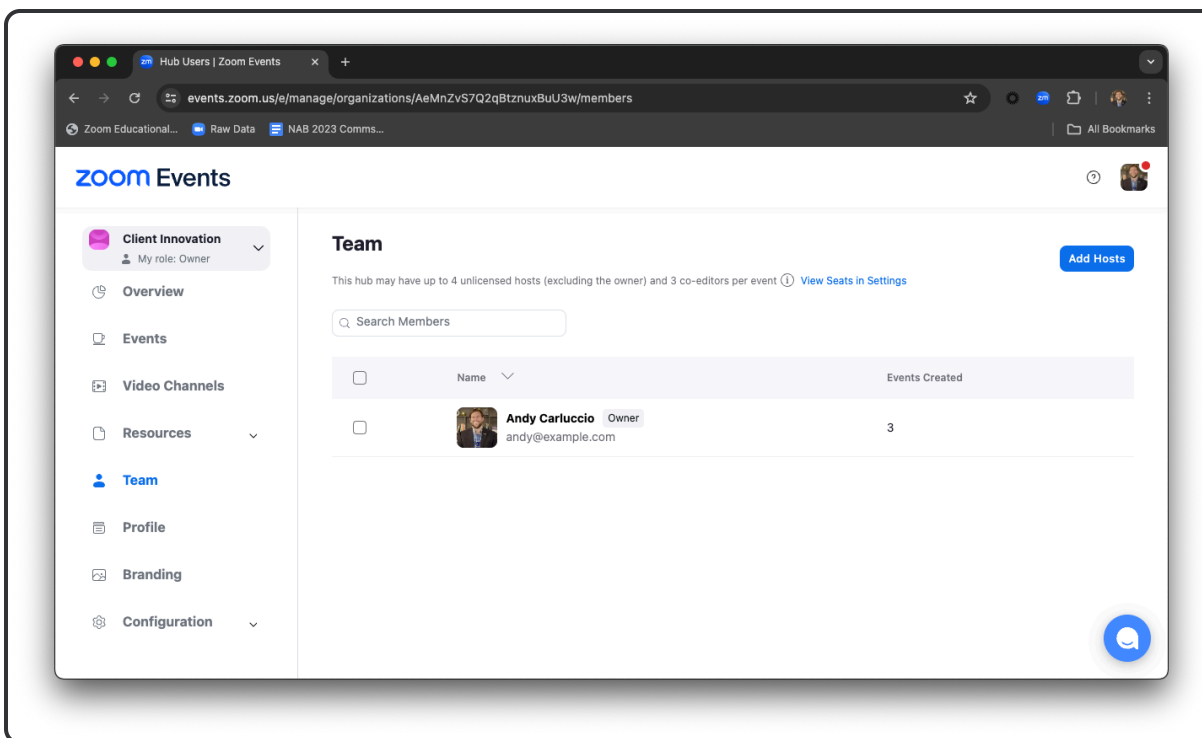 zm Hub Users | Zoom Events
events.zoom.us/e/manage/organizations/AeMnZvS7Q2qBtznuxBuU3w/members
zm
Zoom Educational...
Raw Data
NAB 2023 Comms...
All Bookmarks
zoom Events
Client Innovation
My role: Owner
Overview
Events
Video Channels
Resources
Team
Profile
Branding
Configuration
Team
Add Hosts
This hub may have up to 4 unlicensed hosts (excluding the owner) and 3 co-editors per event View Seats in Settings
Search Members
Name
Events Created
Andy Carluccio Owner
andy@example.com
3